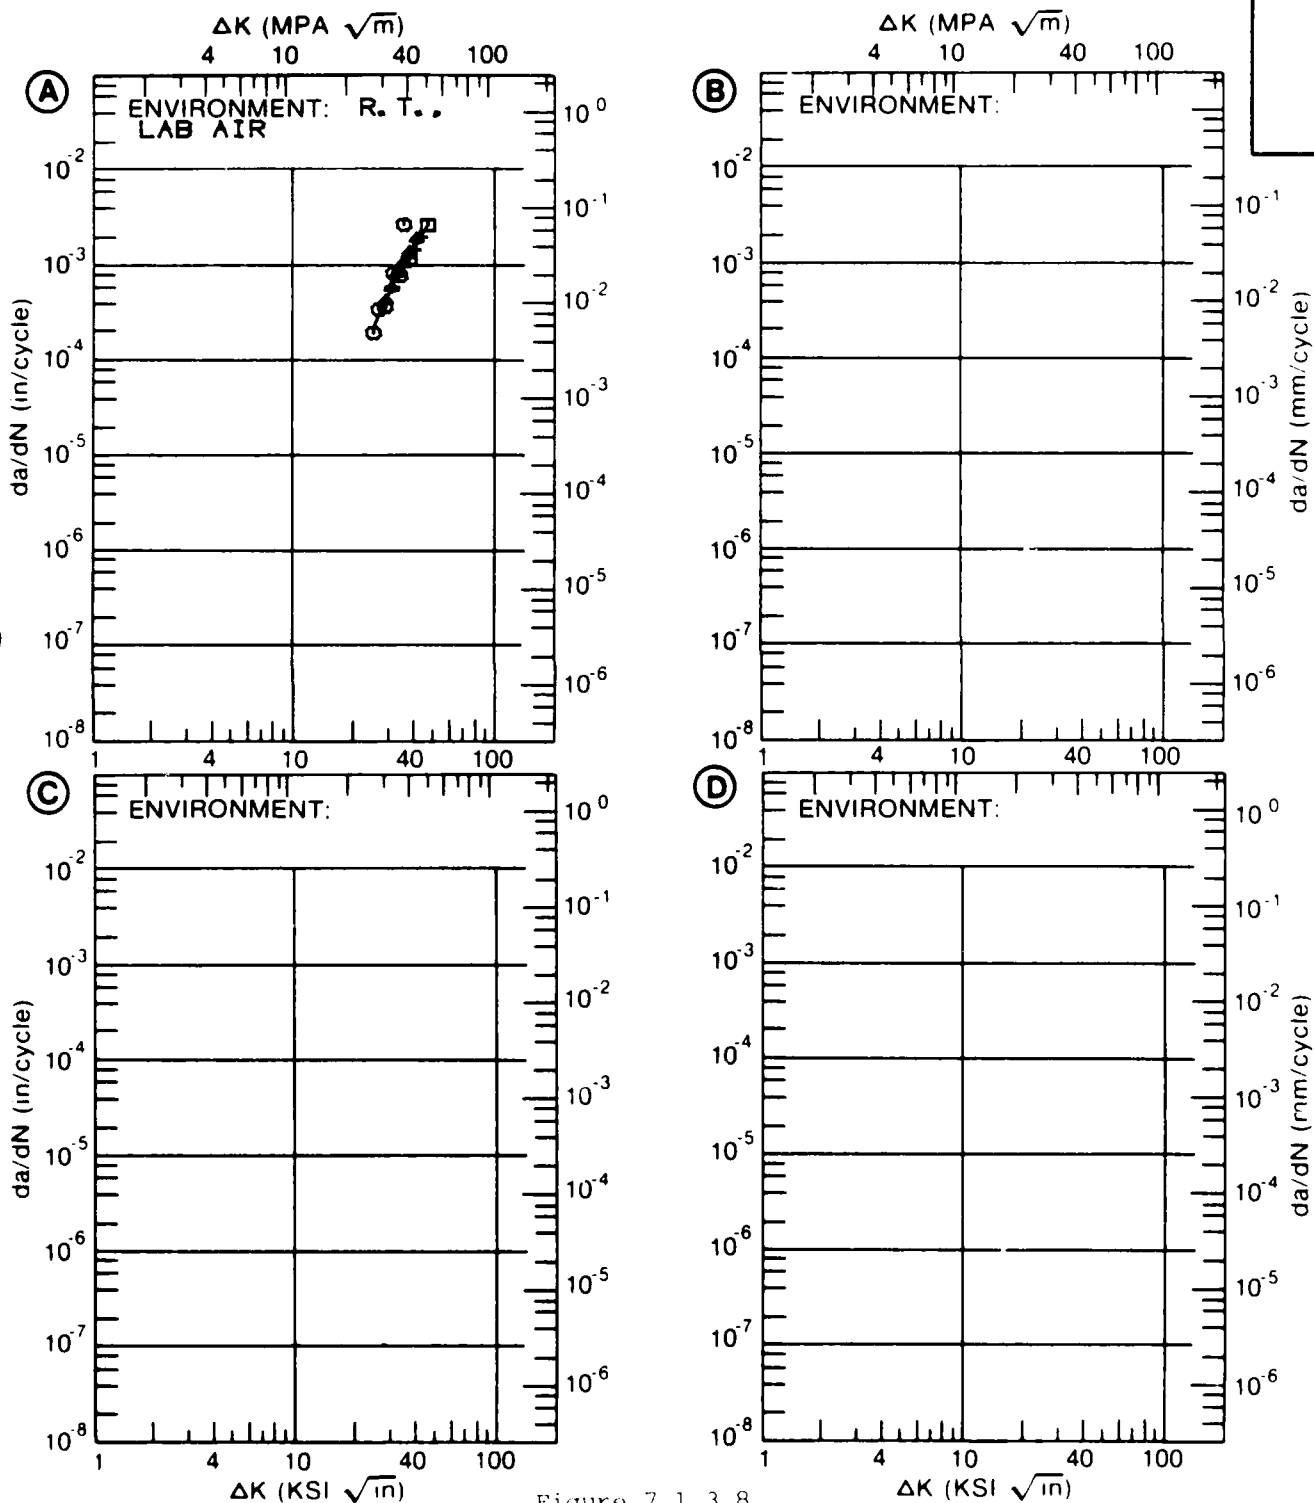 ΔK (MPA √m)
4 10 40 100
A
ENVIRONMENT: R. T.,
LAB AIR
da/dN (in/cycle)
10^-2
10^-3
10^-4
10^-5
10^-6
10^-7
10^-8
10^0
10^-1
10^-2
10^-3
10^-4
10^-5
10^-6
1 4 10 40 100
ΔK (MPA √m)
4 10 40 100
B
ENVIRONMENT:
10^-2
10^-3
10^-4
10^-5
10^-6
10^-7
10^-8
10^-1
10^-2
10^-3
10^-4
10^-5
10^-6
da/dN (mm/cycle)
1 4 10 40 100
C
ENVIRONMENT:
da/dN (in/cycle)
10^-2
10^-3
10^-4
10^-5
10^-6
10^-7
10^-8
10^0
10^-1
10^-2
10^-3
10^-4
10^-5
10^-6
1 4 10 40 100
ΔK (KSI √in)
D
ENVIRONMENT:
10^-2
10^-3
10^-4
10^-5
10^-6
10^-7
10^-8
10^0
10^-1
10^-2
10^-3
10^-4
10^-5
10^-6
da/dN (mm/cycle)
1 4 10 40 100
ΔK (KSI √in)
Figure 7.1.3.8